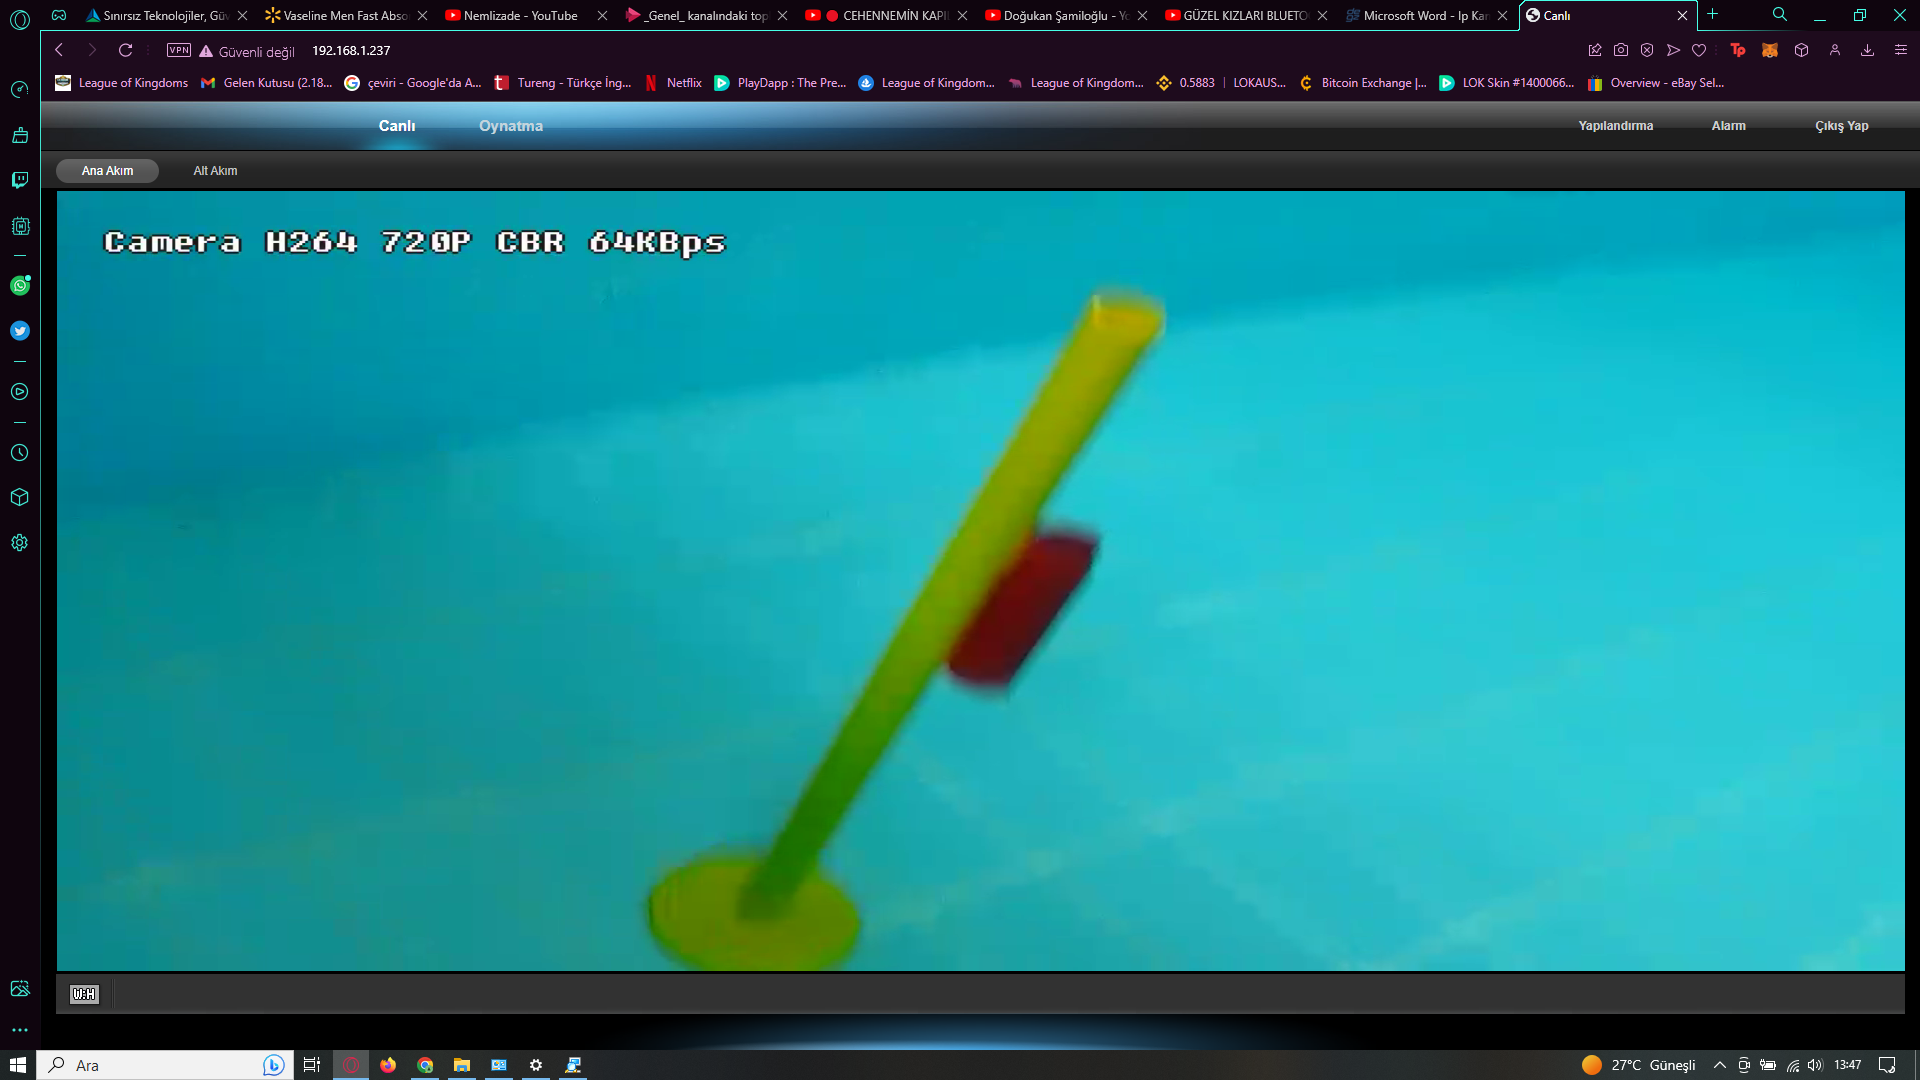 Sınırsız Teknolojiler, Güv
Vaseline Men Fast Abso
Nemlizade - YouTube
_Genel_ kanalındaki top
CEHENNEMİN KAPI
Doğukan Şamiloğlu - Yo
GÜZEL KIZLARI BLUETO
Microsoft Word - Ip Kam
Canlı
VPN
Güvenli değil
192.168.1.237
League of Kingdoms
Gelen Kutusu (2.18...
çeviri - Google'da A...
Tureng - Türkçe İng...
Netflix
PlayDapp : The Pre...
League of Kingdom...
League of Kingdom...
0.5883 | LOKAUS...
Bitcoin Exchange |...
LOK Skin #1400066...
Overview - eBay Sel...
Canlı
Oynatma
Yapılandırma
Alarm
Çıkış Yap
Ana Akım
Alt Akım
Camera H264 720P CBR 64KBps
W:H
Ara
27°C Güneşli
13:47